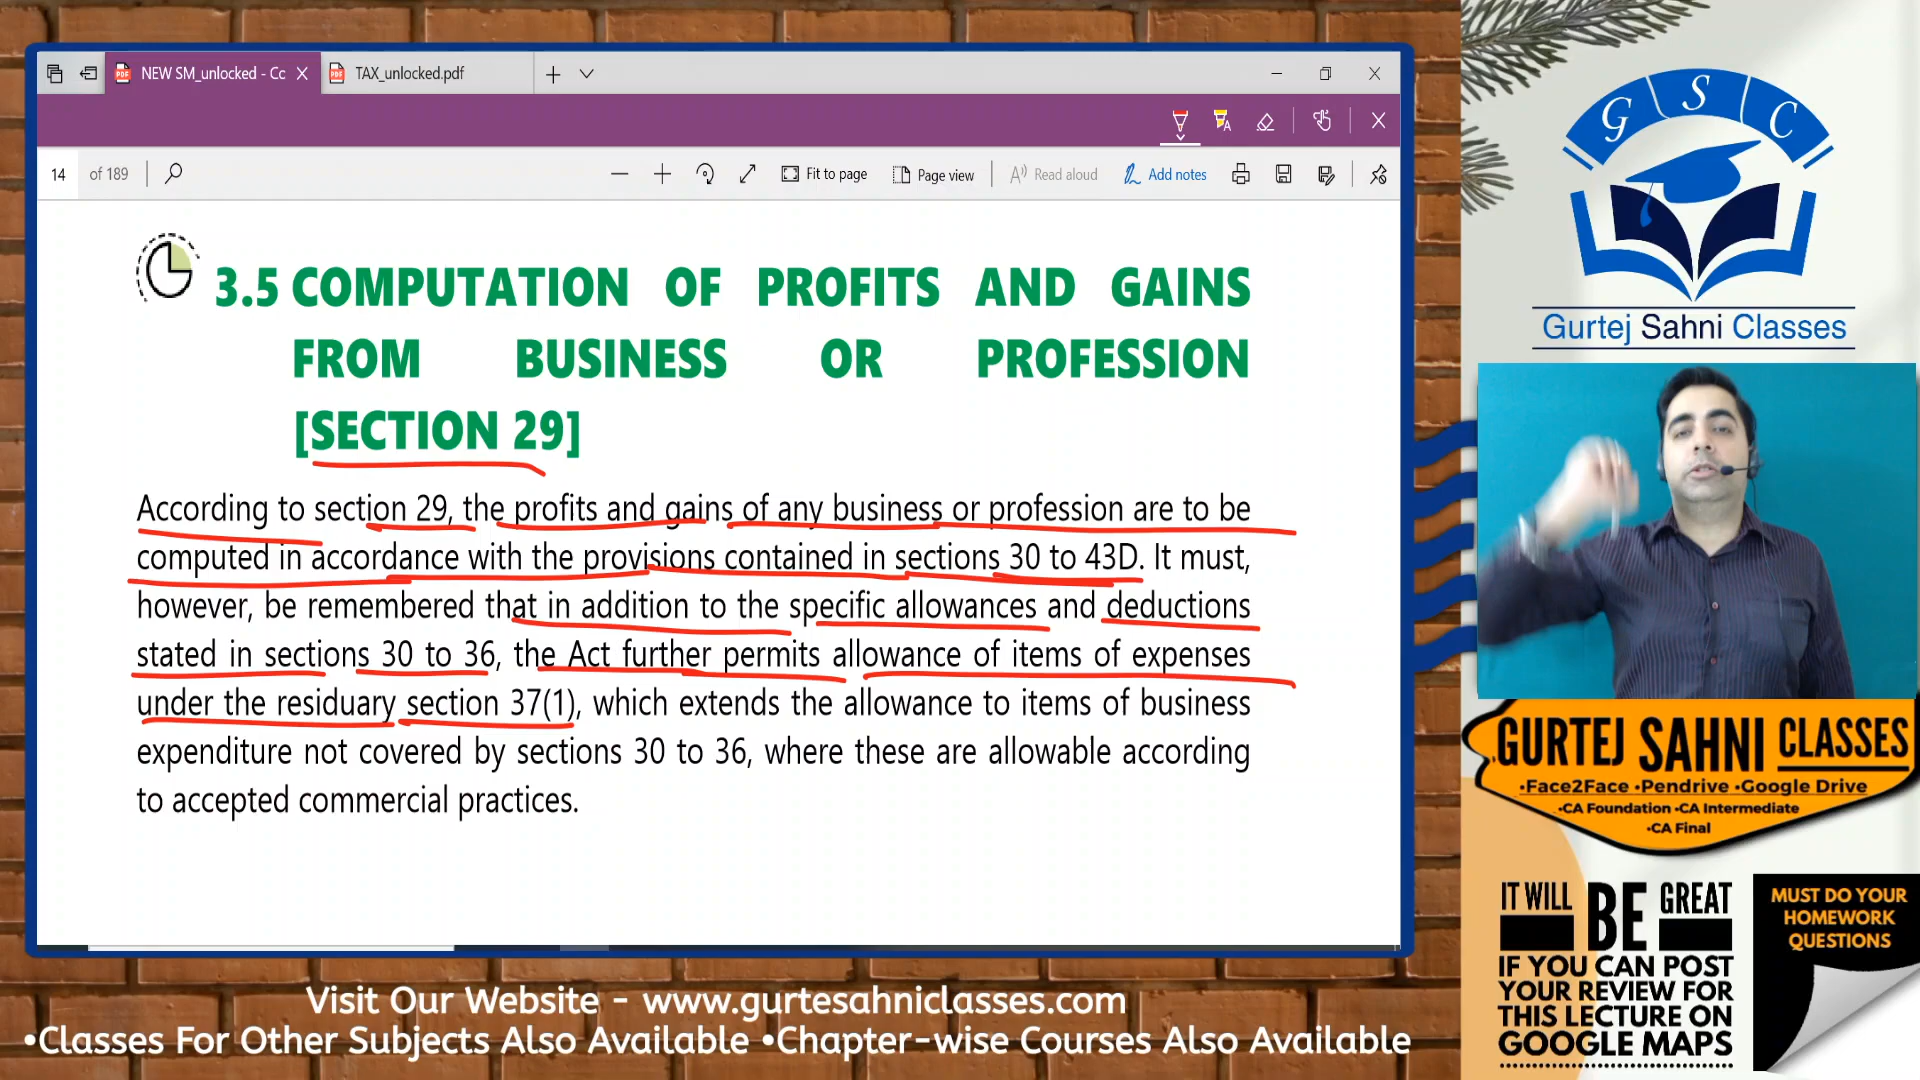 NEW SM_unlocked - Cc
TAX_unlocked.pdf
14 of 189
Fit to page
Page view
Read aloud
Add notes
3.5 COMPUTATION OF PROFITS AND GAINS
FROM BUSINESS OR PROFESSION
[SECTION 29]
According to section 29, the profits and gains of any business or profession are to be
computed in accordance with the provisions contained in sections 30 to 43D. It must,
however, be remembered that in addition to the specific allowances and deductions
stated in sections 30 to 36, the Act further permits allowance of items of expenses
under the residuary section 37(1), which extends the allowance to items of business
expenditure not covered by sections 30 to 36, where these are allowable according
to accepted commercial practices.
G S C
Gurtej Sahni Classes
GURTEJ SAHNI CLASSES
•Face2Face •Pendrive •Google Drive
•CA Foundation •CA Intermediate
•CA Final
IT WILL BE GREAT
IF YOU CAN POST
YOUR REVIEW FOR
THIS LECTURE ON
GOOGLE MAPS
MUST DO YOUR
HOMEWORK
QUESTIONS
Visit Our Website - www.gurtesahniclasses.com
•Classes For Other Subjects Also Available •Chapter-wise Courses Also Available